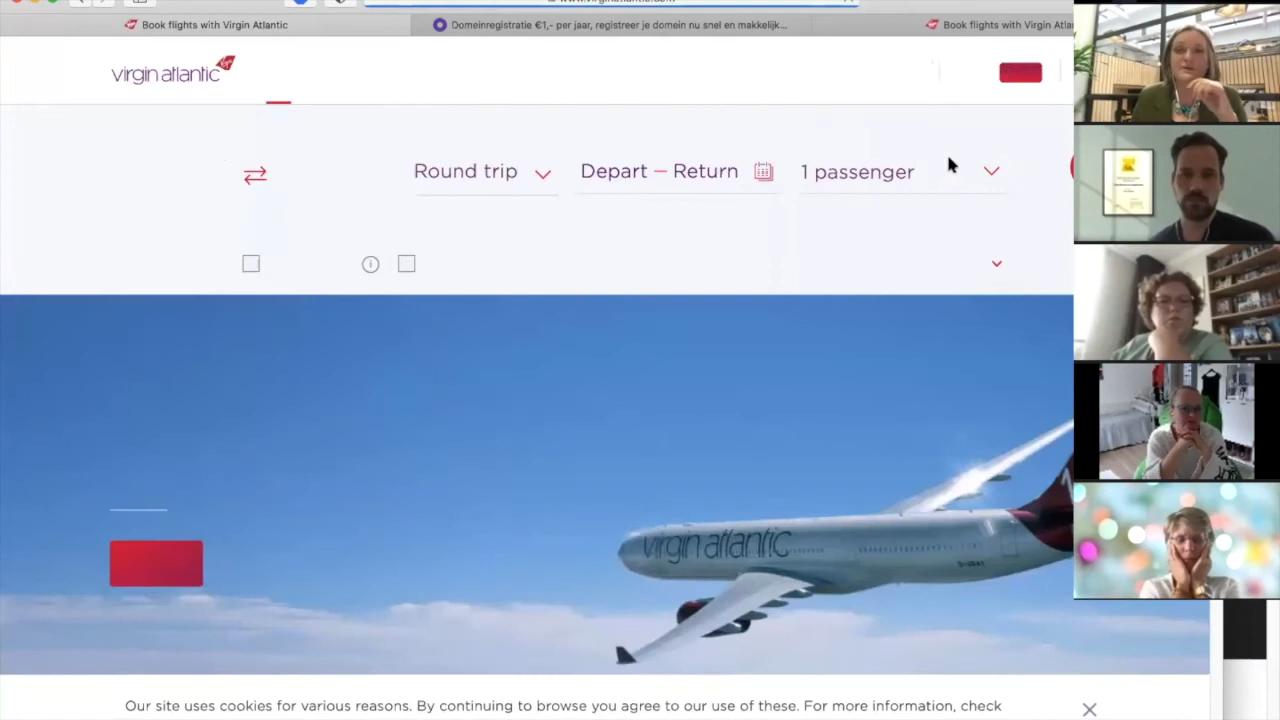 Book flights with Virgin Atlantic
Domeinregistratie €1,- per jaar, registreer je domein nu snel en makkelijk...
Book flights with Virgin Atl
virgin atlantic
Round trip
Depart — Return
1 passenger
virgin atlantic
Our site uses cookies for various reasons. By continuing to browse you agree to our use of these. For more information, check